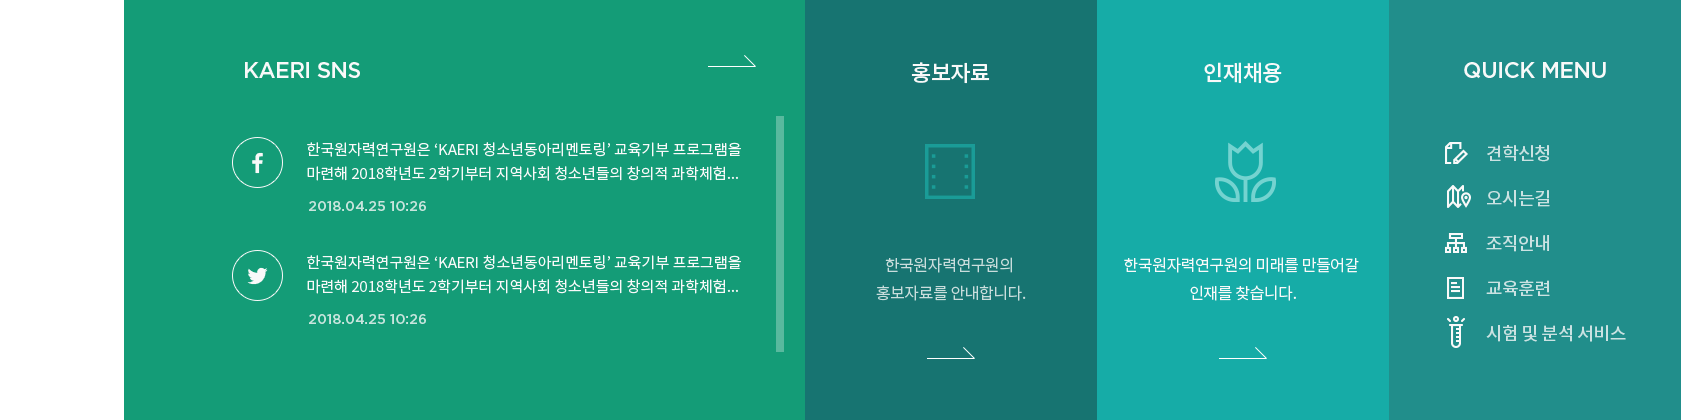 KAERI SNS
한국원자력연구원은 ‘KAERI 청소년동아리멘토링’ 교육기부 프로그램을
마련해 2018학년도 2학기부터 지역사회 청소년들의 창의적 과학체험...
2018.04.25 10:26
한국원자력연구원은 ‘KAERI 청소년동아리멘토링’ 교육기부 프로그램을
마련해 2018학년도 2학기부터 지역사회 청소년들의 창의적 과학체험...
2018.04.25 10:26
홍보자료
한국원자력연구원의
홍보자료를 안내합니다.
인재채용
한국원자력연구원의 미래를 만들어갈
인재를 찾습니다.
QUICK MENU
견학신청
오시는길
조직안내
교육훈련
시험 및 분석 서비스